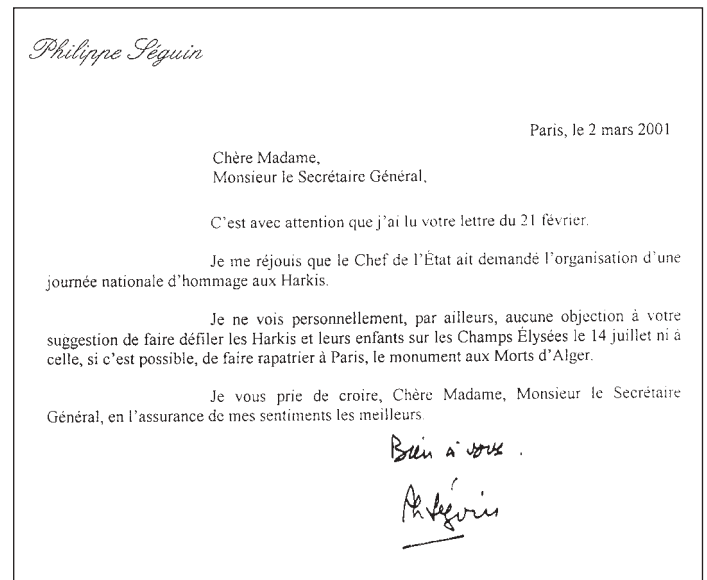 Philippe Séguin
Paris, le 2 mars 2001
Chère Madame,
Monsieur le Secrétaire Général,
C'est avec attention que j'ai lu votre lettre du 21 février.
Je me réjouis que le Chef de l'État ait demandé l'organisation d'une
journée nationale d'hommage aux Harkis.
Je ne vois personnellement, par ailleurs, aucune objection à votre
suggestion de faire défiler les Harkis et leurs enfants sur les Champs Élysées le 14 juillet ni à
celle, si c'est possible, de faire rapatrier à Paris, le monument aux Morts d'Alger.
Je vous prie de croire, Chère Madame, Monsieur le Secrétaire
Général, en l'assurance de mes sentiments les meilleurs.
Bien à vous.
Ph Séguin